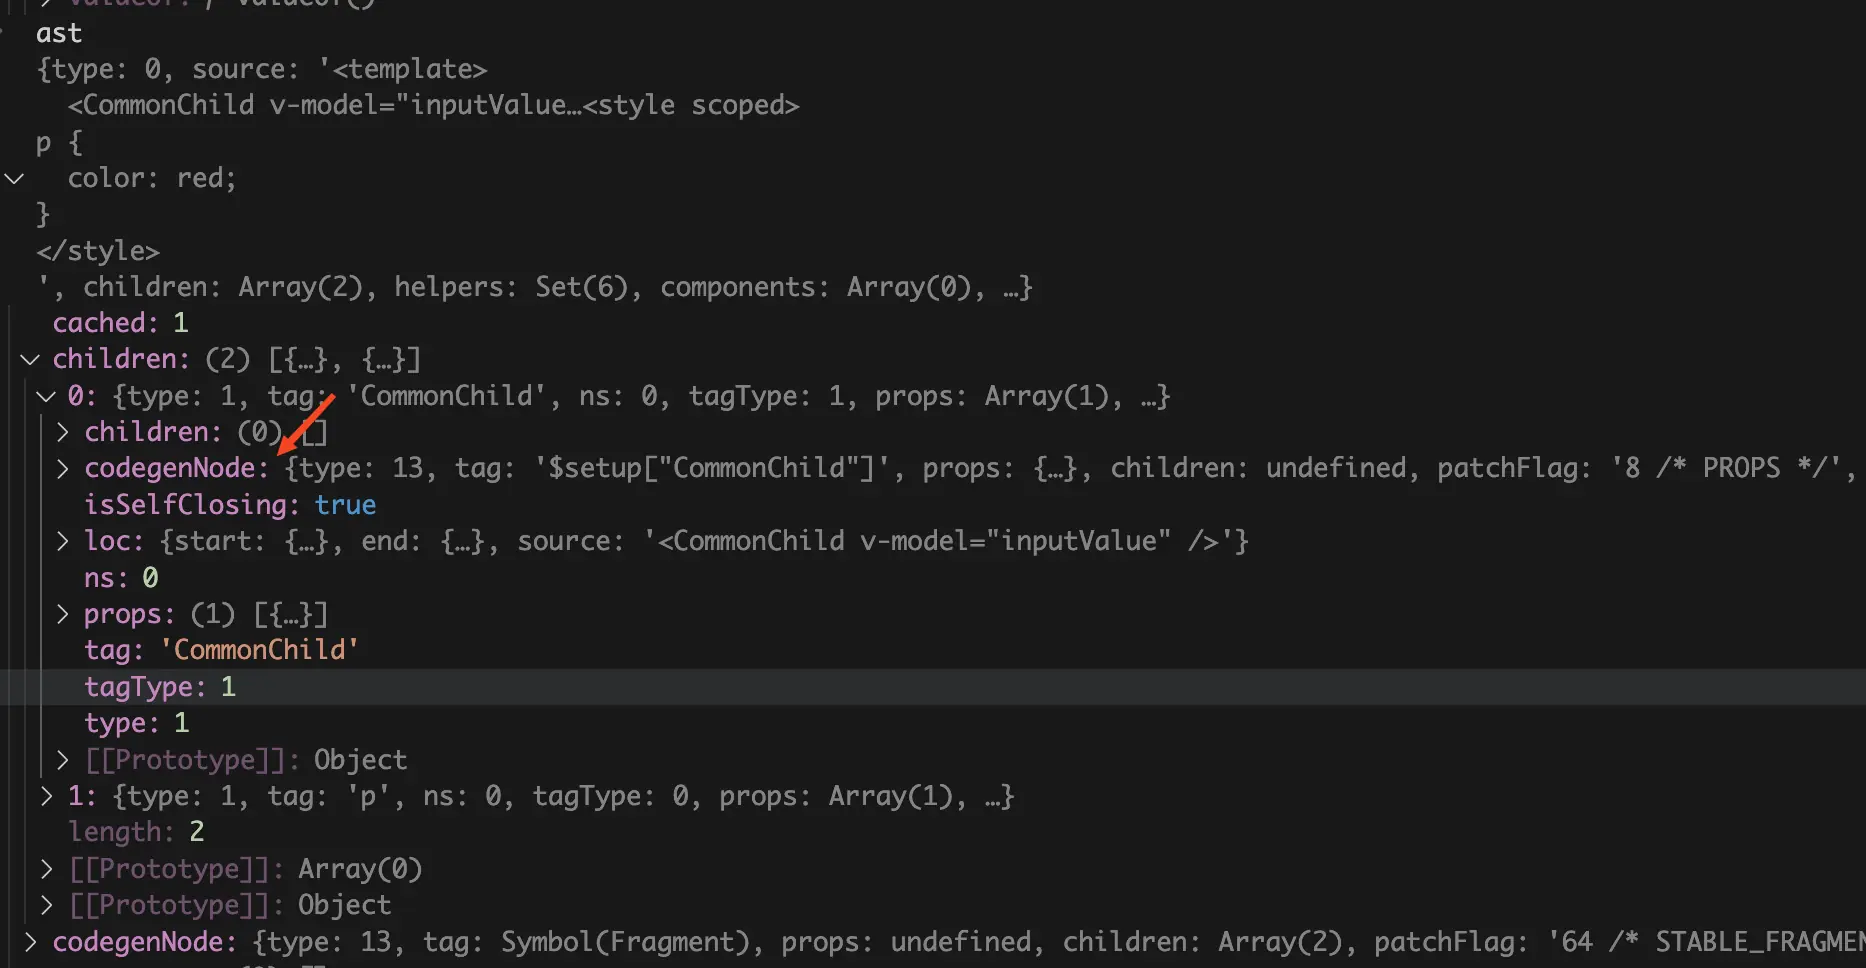 valueOf: ƒ valueOf()
ast
{type: 0, source: '<template>
<CommonChild v-model="inputValue…<style scoped>
p {
color: red;
}
</style>
', children: Array(2), helpers: Set(6), components: Array(0), …}
cached: 1
children: (2) [{…}, {…}]
0: {type: 1, tag: 'CommonChild', ns: 0, tagType: 1, props: Array(1), …}
children: (0) []
codegenNode: {type: 13, tag: '$setup["CommonChild"]', props: {…}, children: undefined, patchFlag: '8 /* PROPS */',
isSelfClosing: true
loc: {start: {…}, end: {…}, source: '<CommonChild v-model="inputValue" />'}
ns: 0
props: (1) [{…}]
tag: 'CommonChild'
tagType: 1
type: 1
[[Prototype]]: Object
1: {type: 1, tag: 'p', ns: 0, tagType: 0, props: Array(1), …}
length: 2
[[Prototype]]: Array(0)
[[Prototype]]: Object
codegenNode: {type: 13, tag: Symbol(Fragment), props: undefined, children: Array(2), patchFlag: '64 /* STABLE_FRAGMEN